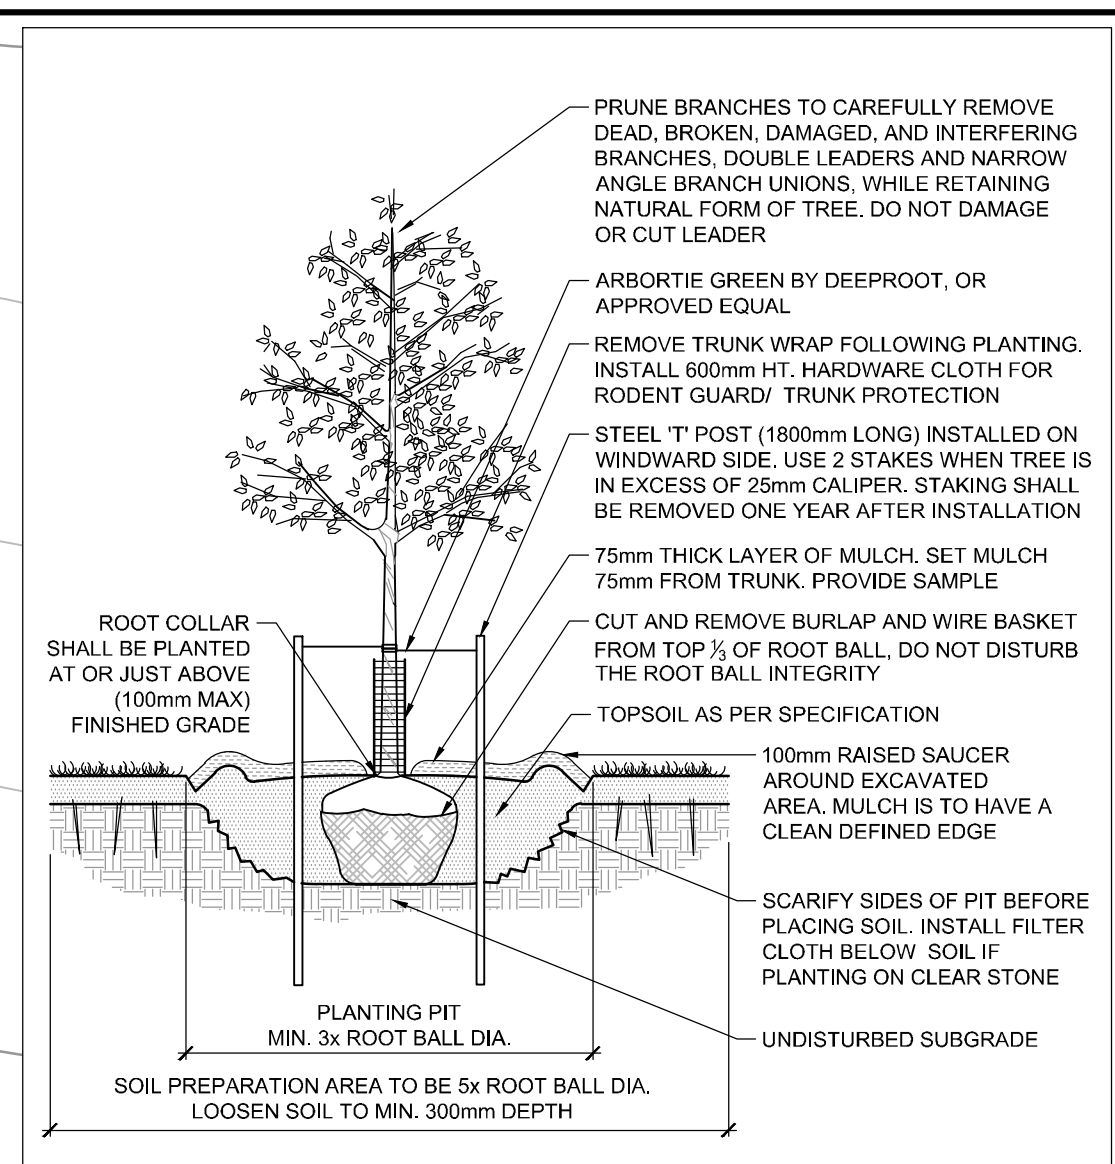 PRUNE BRANCHES TO CAREFULLY REMOVE
DEAD, BROKEN, DAMAGED, AND INTERFERING
BRANCHES, DOUBLE LEADERS AND NARROW
ANGLE BRANCH UNIONS, WHILE RETAINING
NATURAL FORM OF TREE. DO NOT DAMAGE
OR CUT LEADER
ARBORTIE GREEN BY DEEPROOT, OR
APPROVED EQUAL
REMOVE TRUNK WRAP FOLLOWING PLANTING.
INSTALL 600mm HT. HARDWARE CLOTH FOR
RODENT GUARD/ TRUNK PROTECTION
STEEL 'T' POST (1800mm LONG) INSTALLED ON
WINDWARD SIDE. USE 2 STAKES WHEN TREE IS
IN EXCESS OF 25mm CALIPER. STAKING SHALL
BE REMOVED ONE YEAR AFTER INSTALLATION
75mm THICK LAYER OF MULCH. SET MULCH
75mm FROM TRUNK. PROVIDE SAMPLE
CUT AND REMOVE BURLAP AND WIRE BASKET
FROM TOP ⅓ OF ROOT BALL, DO NOT DISTURB
THE ROOT BALL INTEGRITY
ROOT COLLAR
SHALL BE PLANTED
AT OR JUST ABOVE
(100mm MAX)
FINISHED GRADE
TOPSOIL AS PER SPECIFICATION
100mm RAISED SAUCER
AROUND EXCAVATED
AREA. MULCH IS TO HAVE A
CLEAN DEFINED EDGE
SCARIFY SIDES OF PIT BEFORE
PLACING SOIL. INSTALL FILTER
CLOTH BELOW SOIL IF
PLANTING ON CLEAR STONE
UNDISTURBED SUBGRADE
PLANTING PIT
MIN. 3x ROOT BALL DIA.
SOIL PREPARATION AREA TO BE 5x ROOT BALL DIA.
LOOSEN SOIL TO MIN. 300mm DEPTH